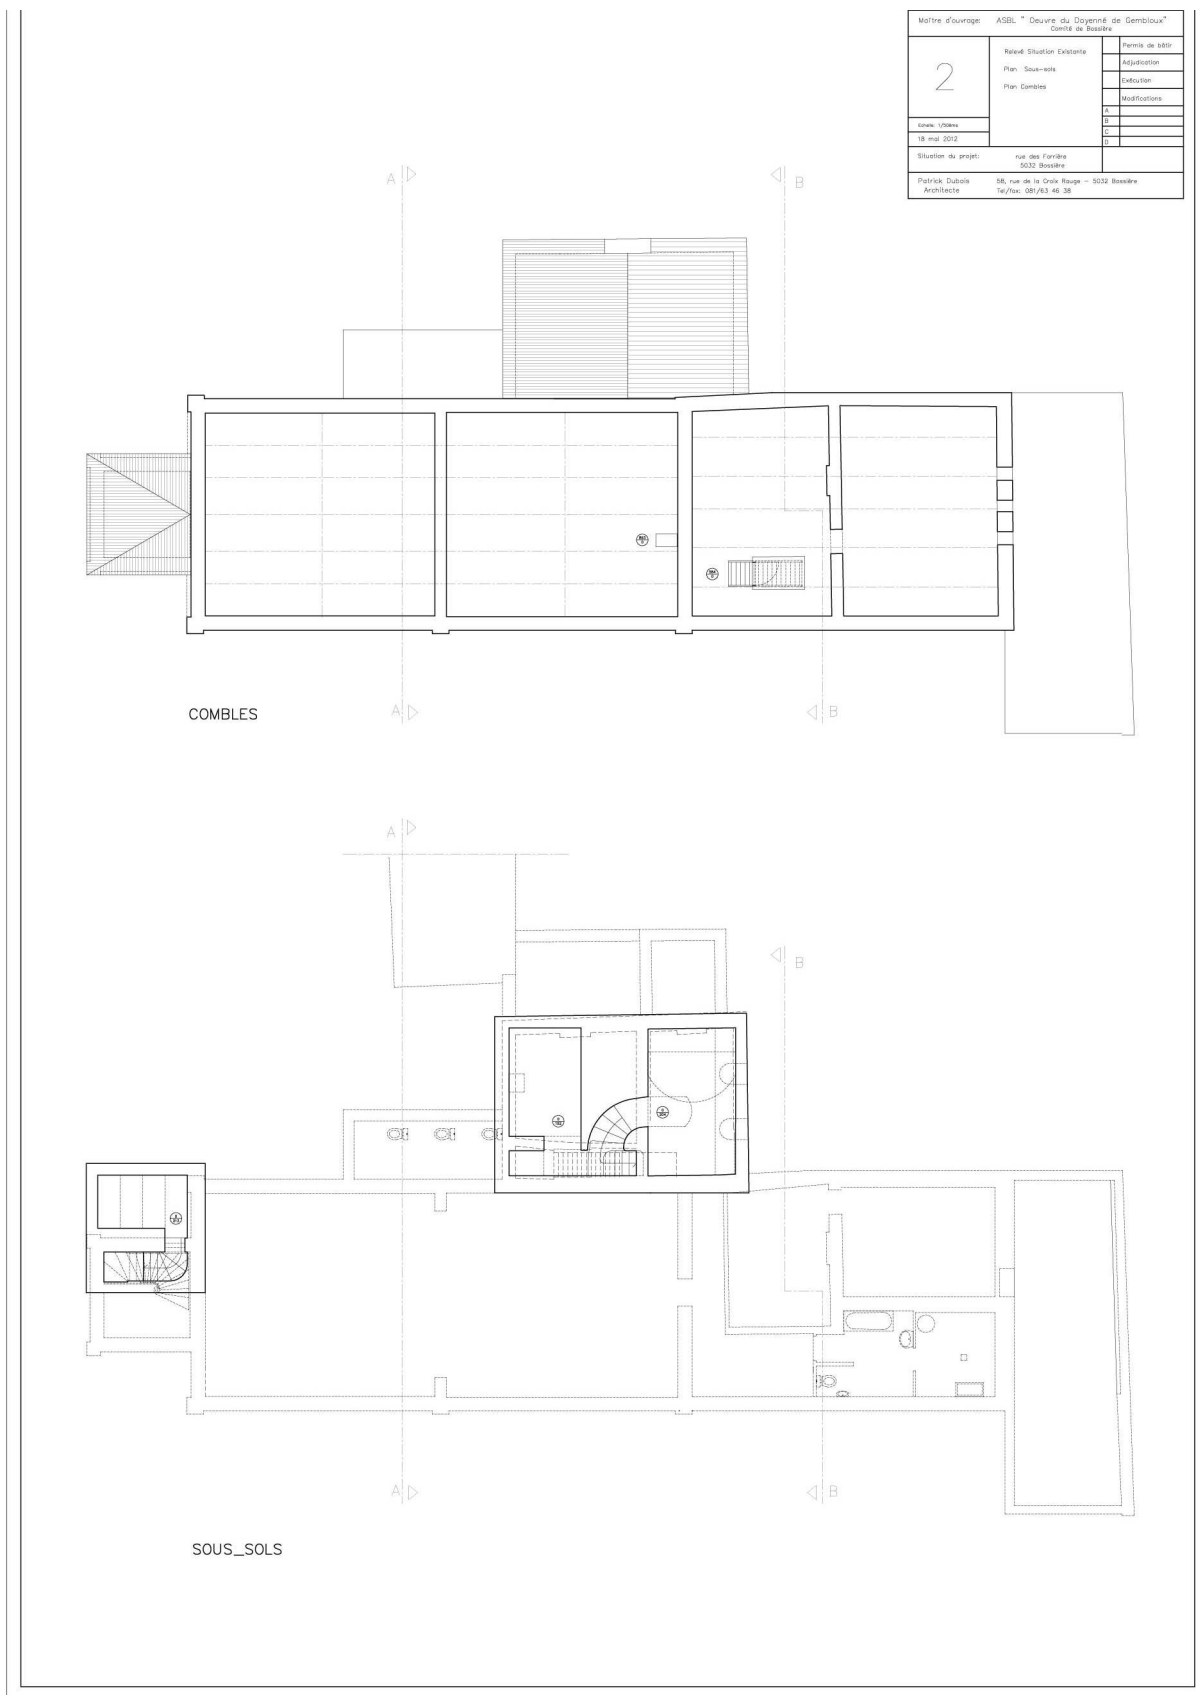 Maître d'ouvrage: ASBL " Oeuvre du Doyenné de Gembloux"
Comité de Bossière
2
Relevé Situation Existante
Plan Sous-sols
Plan Combles
Permis de bâtir
Adjudication
Exécution
Modifications
A
B
C
D
Echelle: 1/50ème
18 mai 2012
Situation du projet: rue des Farrière
5032 Bossière
Patrick Dubois
Architecte
58, rue de la Croix Rouge - 5032 Bossière
Tel/fax: 081/63 46 38
A
B
A
B
COMBLES
A
B
A
B
SOUS_SOLS